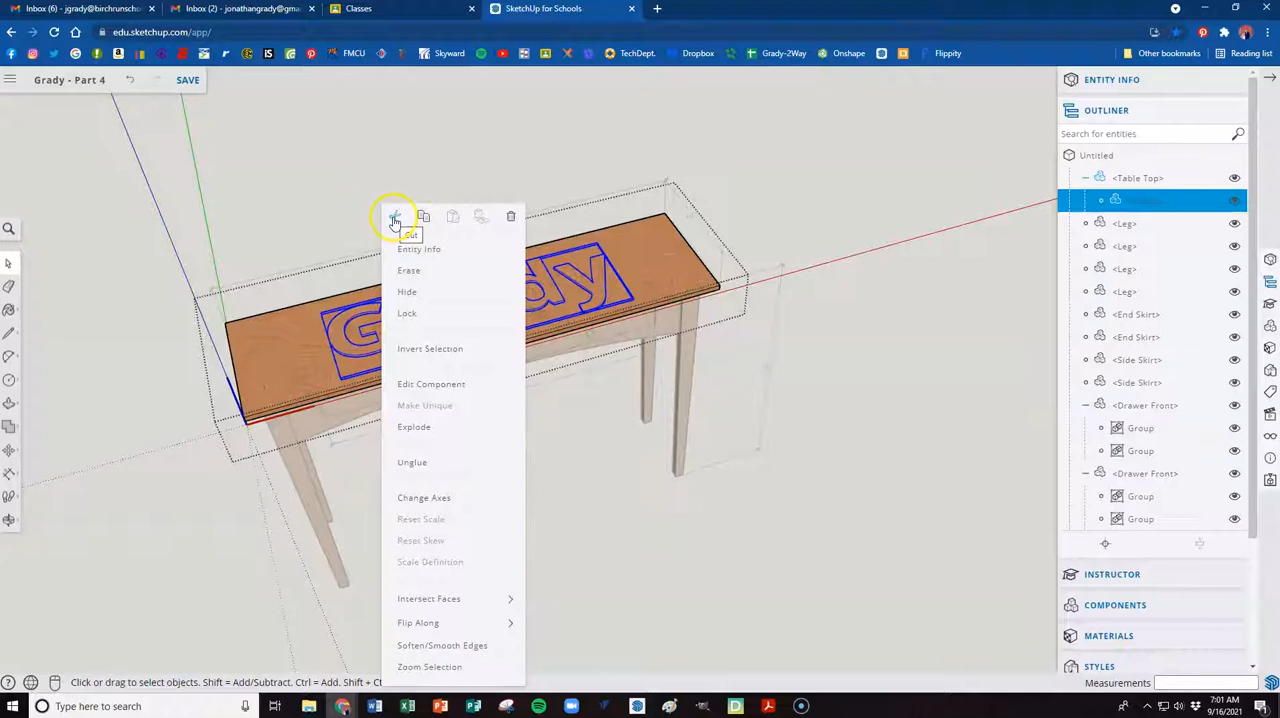 Inbox (6) - jgrady@birchrunsch
Inbox (2) - jonathangrady@gm
Classes
SketchUp for Schools
edu.sketchup.com/app/
FMCU
Skyward
TechDept.
Dropbox
Grady-2Way
Onshape
Flippity
Other bookmarks
Reading list
Grady - Part 4
SAVE
Grady
Cut
Entity Info
Erase
Hide
Lock
Invert Selection
Edit Component
Make Unique
Explode
Unglue
Change Axes
Reset Scale
Reset Skew
Scale Definition
Intersect Faces
Flip Along
Soften/Smooth Edges
Zoom Selection
ENTITY INFO
OUTLINER
Search for entities
Untitled
<Table Top>
<Leg>
<Leg>
<Leg>
<Leg>
<End Skirt>
<End Skirt>
<Side Skirt>
<Side Skirt>
<Drawer Front>
Group
Group
<Drawer Front>
Group
Group
INSTRUCTOR
COMPONENTS
MATERIALS
STYLES
Click or drag to select objects. Shift = Add/Subtract. Ctrl = Add. Shift + Ct
Measurements
Type here to search
7:01 AM
9/16/2021